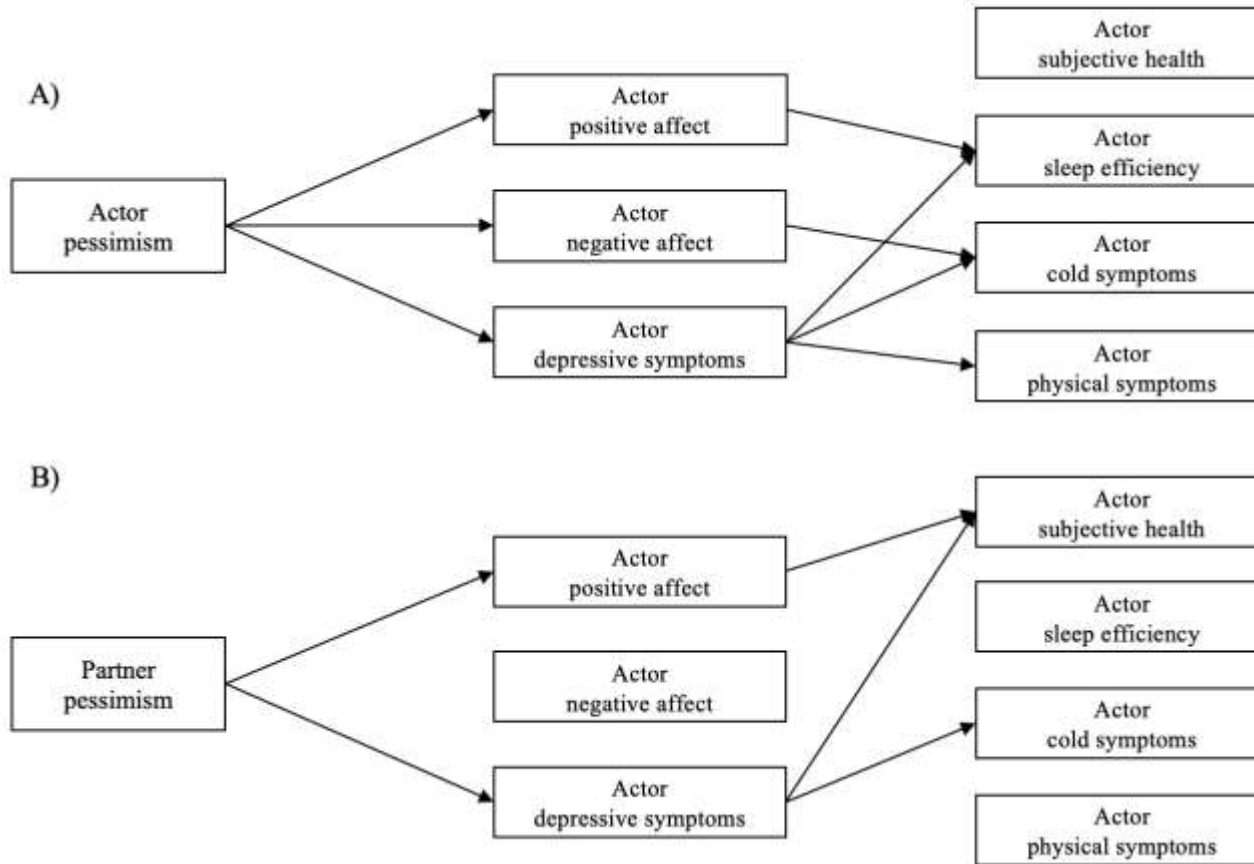 A)
Actor
pessimism
Actor
positive affect
Actor
negative affect
Actor
depressive symptoms
Actor
subjective health
Actor
sleep efficiency
Actor
cold symptoms
Actor
physical symptoms
B)
Partner
pessimism
Actor
positive affect
Actor
negative affect
Actor
depressive symptoms
Actor
subjective health
Actor
sleep efficiency
Actor
cold symptoms
Actor
physical symptoms